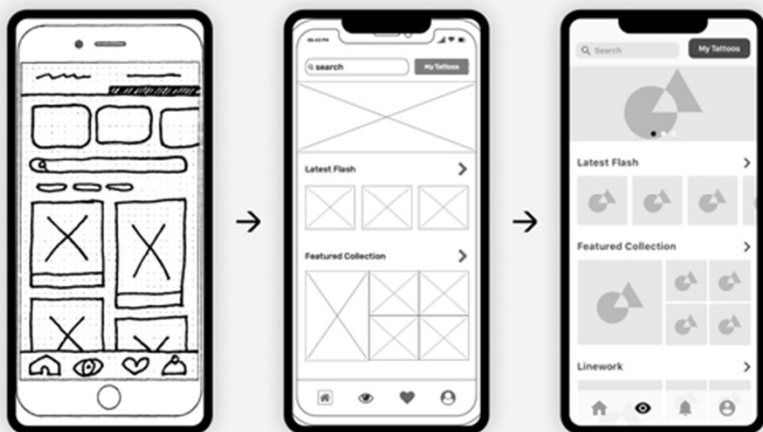 search
My Tattoos
Latest Flash
Featured Collection
Search
My Tattoos
Latest Flash
Featured Collection
Linework